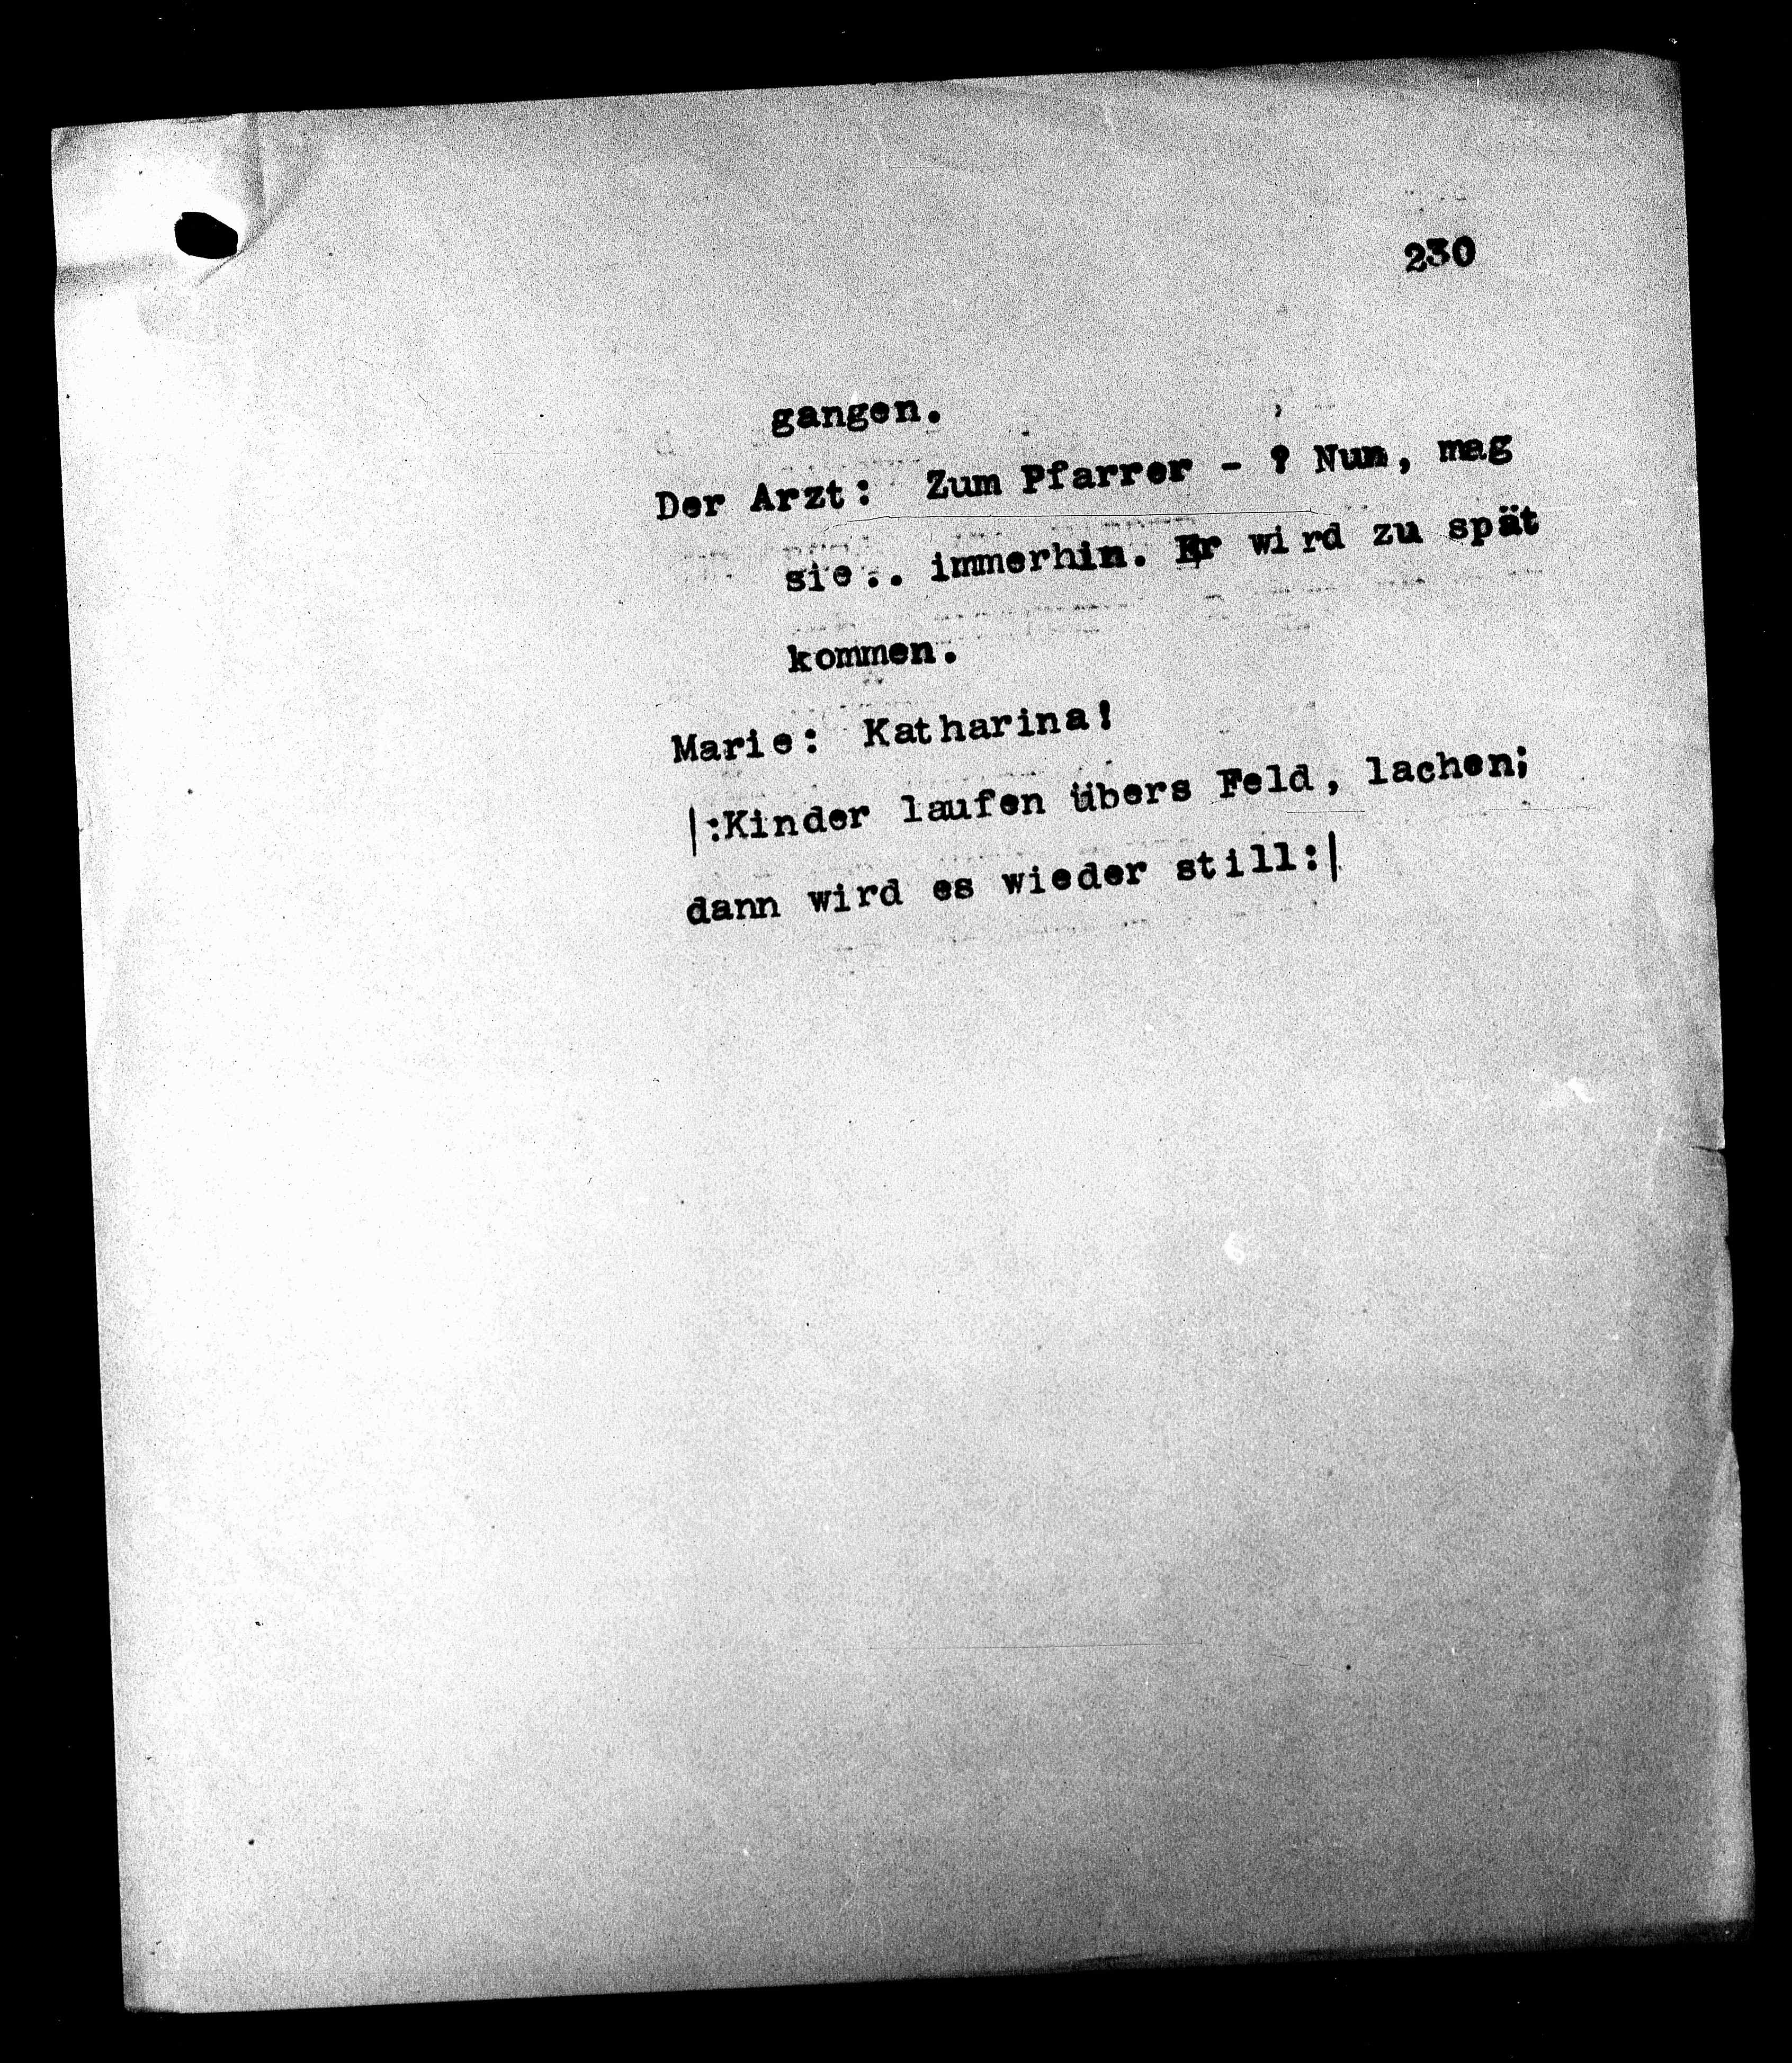 230
gangen.
Der Arzt: Zum Pfarrer - ? Nun, mag
sie.. immerhin. Er wird zu spät
kommen.
Marie: Katharina!
|:Kinder laufen übers Feld, lachen;
dann wird es wieder still:|